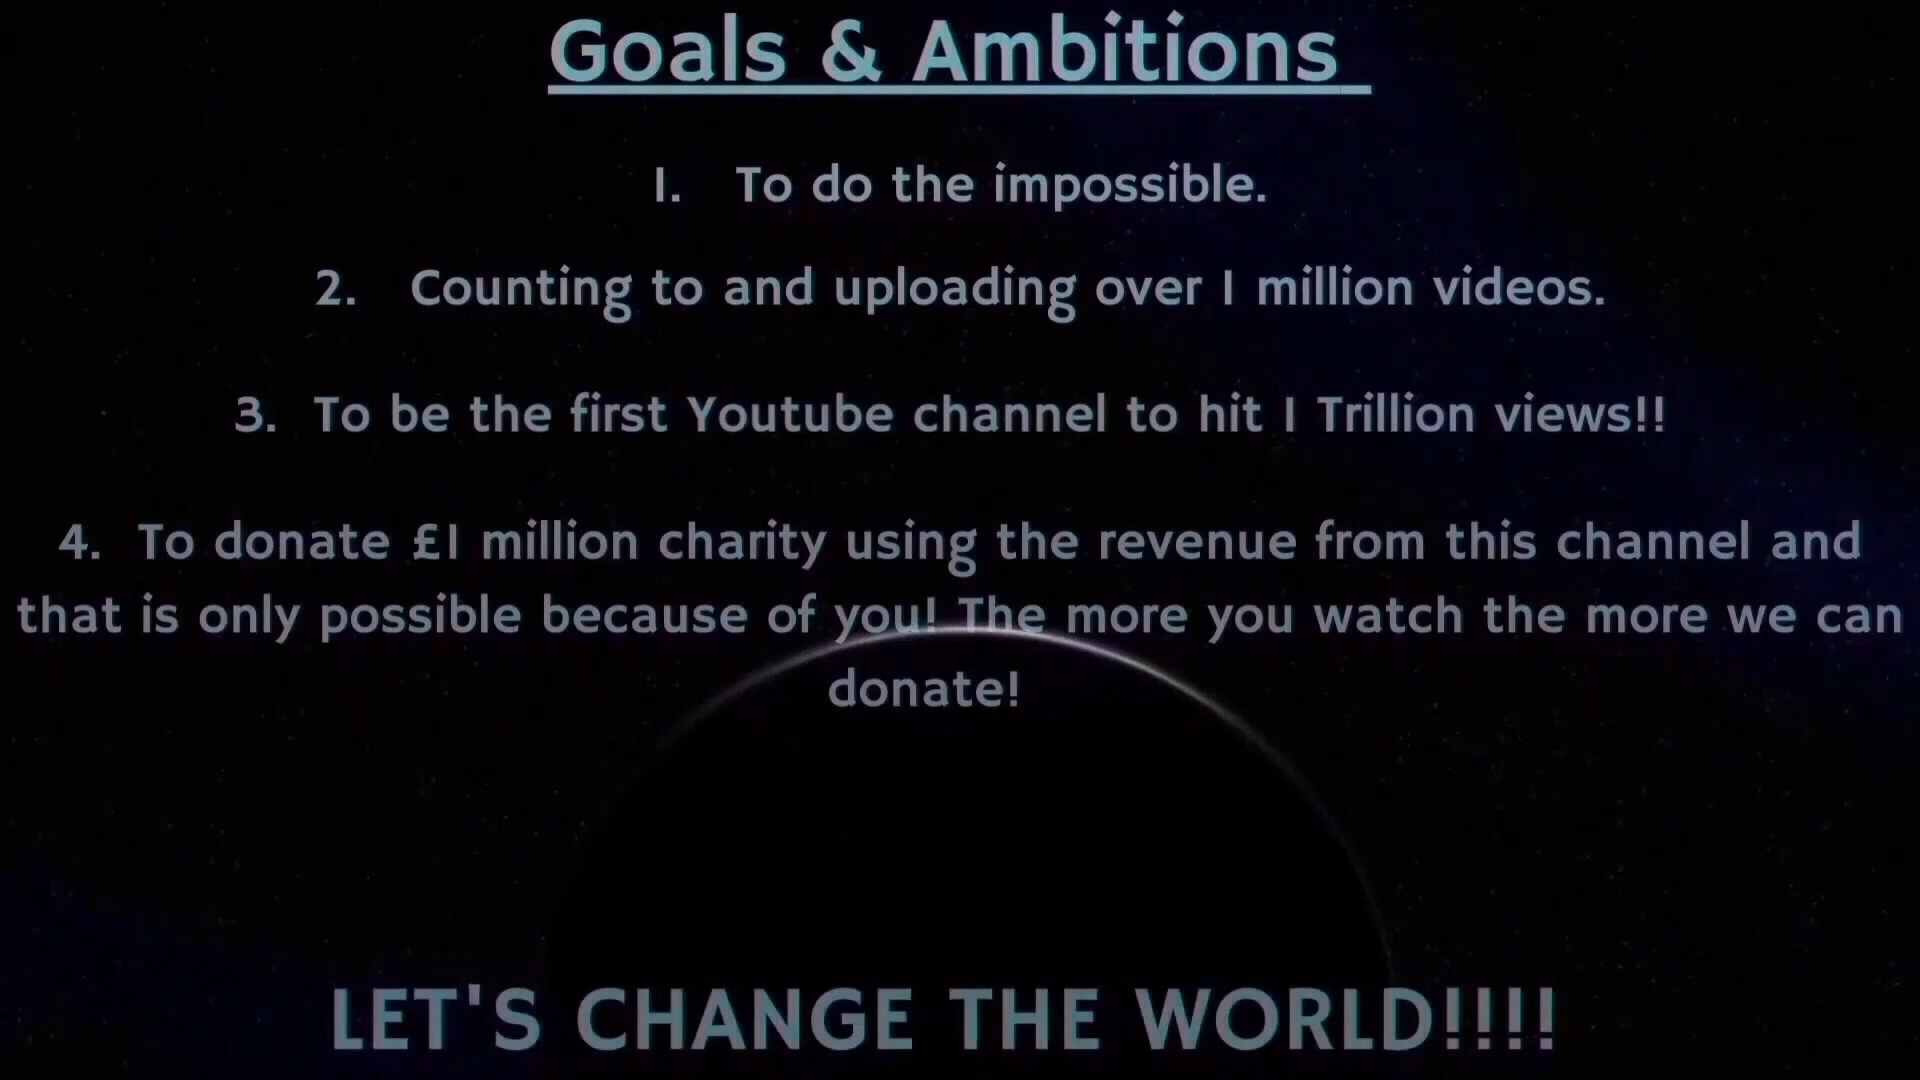 Goals & Ambitions
1. To do the impossible.
2. Counting to and uploading over 1 million videos.
3. To be the first Youtube channel to hit 1 Trillion views!!
4. To donate £1 million charity using the revenue from this channel and
that is only possible because of you! The more you watch the more we can
donate!
LET'S CHANGE THE WORLD!!!!